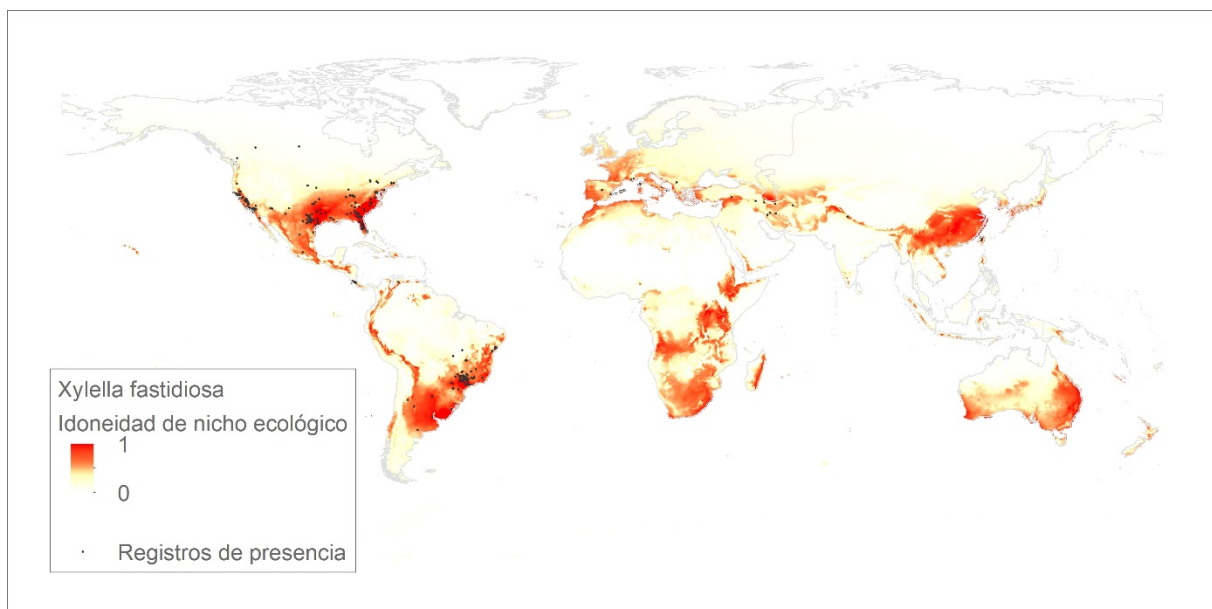 Xylella fastidiosa
Idoneidad de nicho ecológico
1
0
Registros de presencia